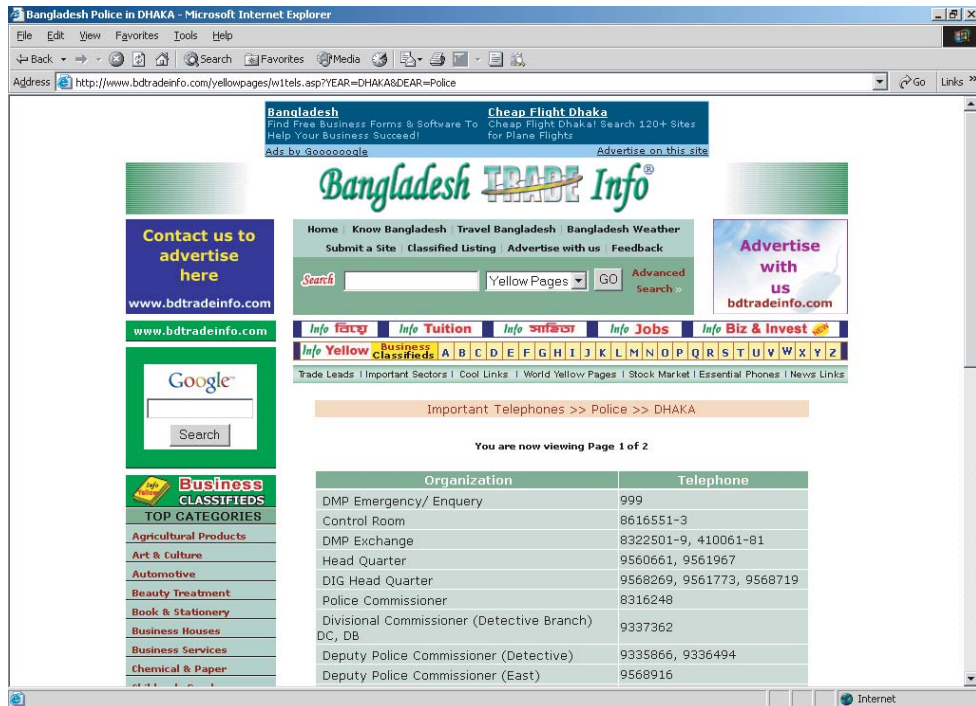 Bangladesh Police in DHAKA - Microsoft Internet Explorer
File Edit View Favorites Tools Help
Back Search Favorites Media
Address http://www.bdtradeinfo.com/yellowpages/w1tels.asp?YEAR=DHAKA&DEAR=Police Go Links »
Bangladesh Cheap Flight Dhaka
Find Free Business Forms & Software To Cheap Flight Dhaka! Search 120+ Sites
Help Your Business Succeed! for Plane Flights
Ads by Goooooogle Advertise on this site
Bangladesh TRADE Info®
Contact us to
advertise
here
www.bdtradeinfo.com
Home | Know Bangladesh | Travel Bangladesh | Bangladesh Weather
Submit a Site | Classified Listing | Advertise with us | Feedback
Search Yellow Pages GO Advanced
Search »
Advertise
with
us
bdtradeinfo.com
www.bdtradeinfo.com
Info Info Tuition Info Info Jobs Info Biz & Invest
Info Yellow Business
Classifieds A B C D E F G H I J K L M N O P Q R S T U V W X Y Z
Trade Leads I Important Sectors I Cool Links I World Yellow Pages I Stock Market I Essential Phones I News Links
Google™
Search
Important Telephones >> Police >> DHAKA
You are now viewing Page 1 of 2
Info
Yellow
Business
CLASSIFIEDS
TOP CATEGORIES
Agricultural Products
Art & Culture
Automotive
Beauty Treatment
Book & Stationery
Business Houses
Business Services
Chemical & Paper
Organization Telephone
DMP Emergency/ Enquery 999
Control Room 8616551-3
DMP Exchange 8322501-9, 410061-81
Head Quarter 9560661, 9561967
DIG Head Quarter 9568269, 9561773, 9568719
Police Commissioner 8316248
Divisional Commissioner (Detective Branch)
DC, DB 9337362
Deputy Police Commissioner (Detective) 9335866, 9336494
Deputy Police Commissioner (East) 9568916
Internet